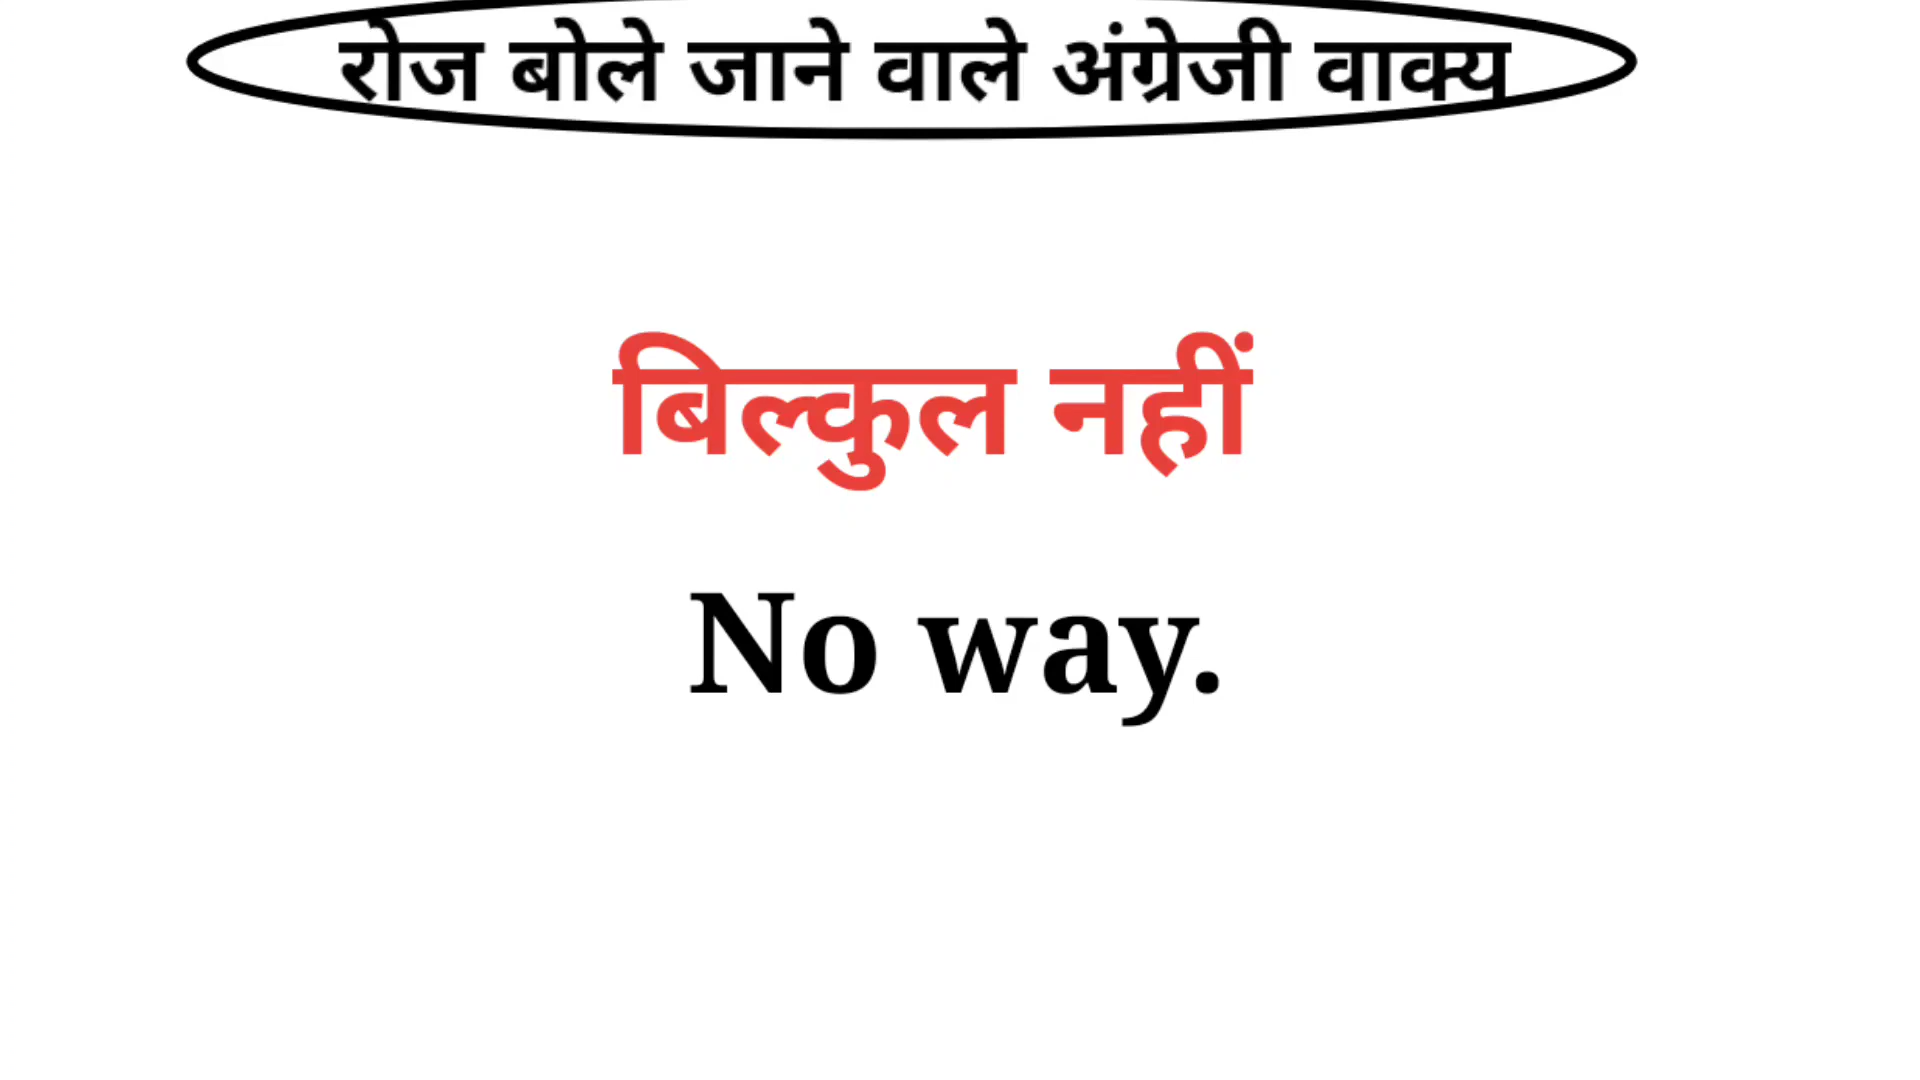 रोज बोले जाने वाले अंग्रेजी वाक्य
बिल्कुल नहीं
No way.